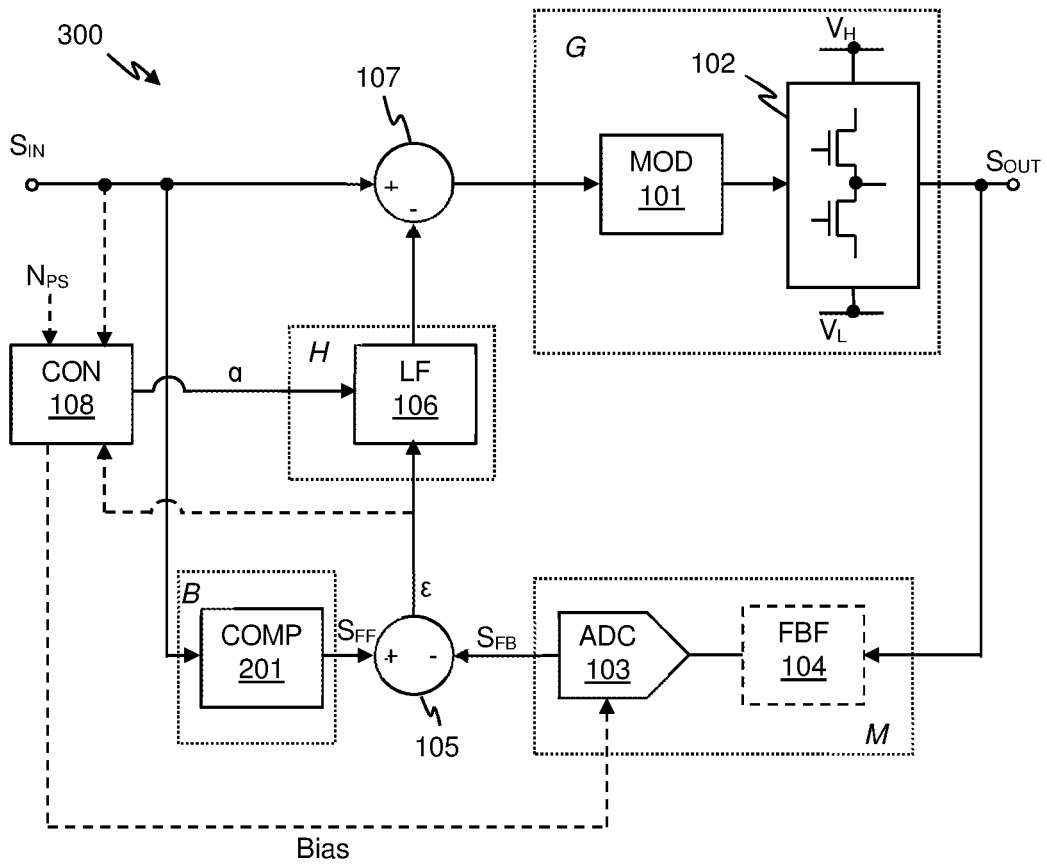 300
107
G
V_H
102
S_IN
MOD
101
S_OUT
+
-
N_PS
V_L
CON
108
α
H
LF
106
B
COMP
201
S_FF
ε
+
-
S_FB
ADC
103
FBF
104
105
M
Bias